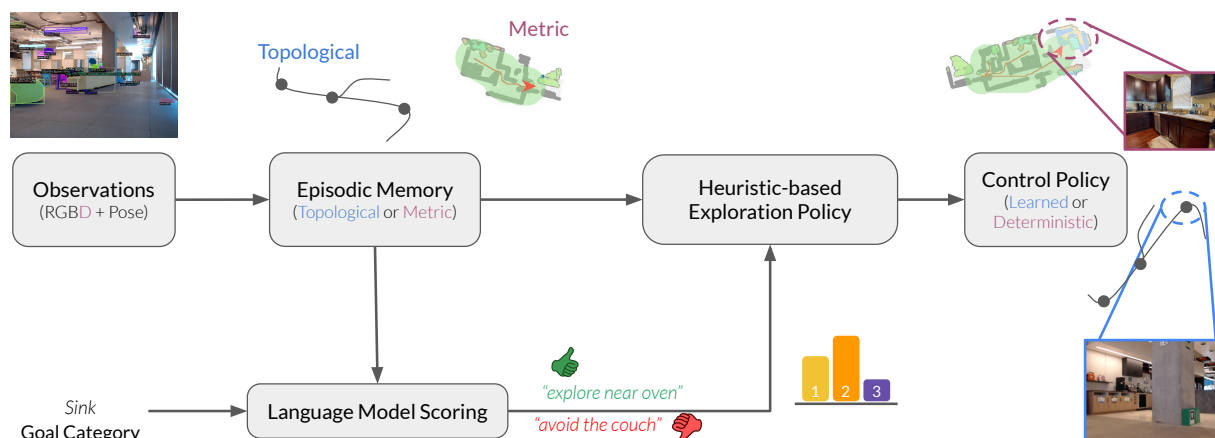 Topological
Metric
Observations
(RGBD + Pose)
Episodic Memory
(Topological or Metric)
Heuristic-based
Exploration Policy
Control Policy
(Learned or
Deterministic)
Sink
Goal Category
Language Model Scoring
“explore near oven”
“avoid the couch”
1 2 3